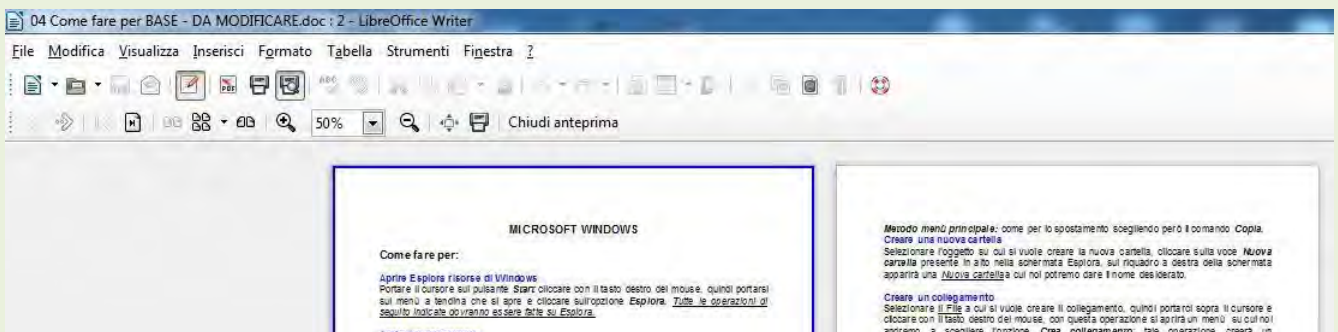 04 Come fare per BASE - DA MODIFICARE.doc : 2 - LibreOffice Writer
File Modifica Visualizza Inserisci Formato Tabella Strumenti Finestra ?
50% Chiudi anteprima
MICROSOFT WINDOWS
Come fare per:
Aprire Esplora risorse di Windows
Portare il cursore sul pulsante Start cliccare con il tasto destro del mouse, quindi portarsi
sul menù a tendina che si apre e cliccare sull'opzione Esplora. Tutte le operazioni di
seguito indicate dovranno essere fatte su Esplora.
Metodo menù principale: come per lo spostamento scegliendo però il comando Copia.
Creare una nuova cartella
Selezionare l'oggetto su cui si vuole creare la nuova cartella, cliccare sulla voce Nuova
cartella presente in alto nella schermata Esplora, sul riquadro a destra della schermata
apparirà una Nuova cartella a cui noi potremo dare il nome desiderato.
Creare un collegamento
Selezionare il File a cui si vuole creare il collegamento, quindi portarci sopra il cursore e
cliccare con il tasto destro del mouse, con questa operazione si aprirà un menù su cui noi
andremo a scegliere l'opzione Crea collegamento; tale operazione creerà un